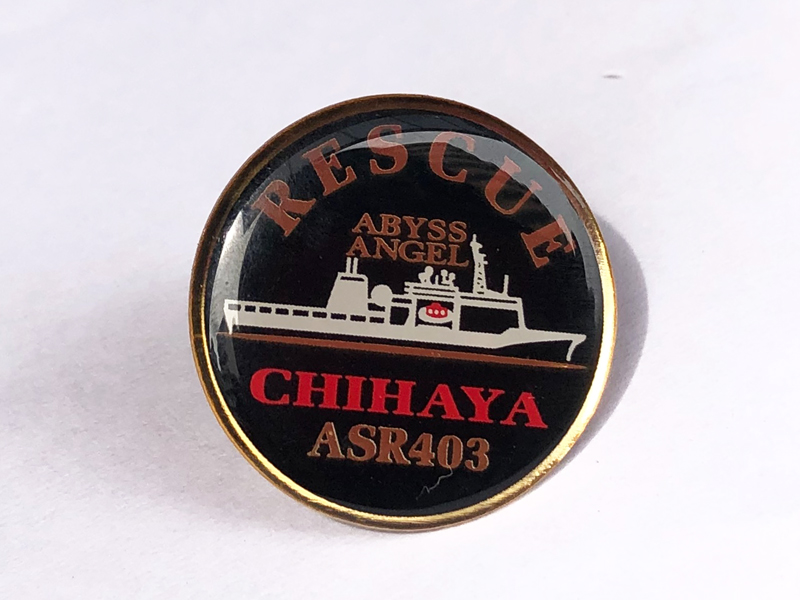 RESCUE
ABYSS
ANGEL
CHIHAYA
ASR403